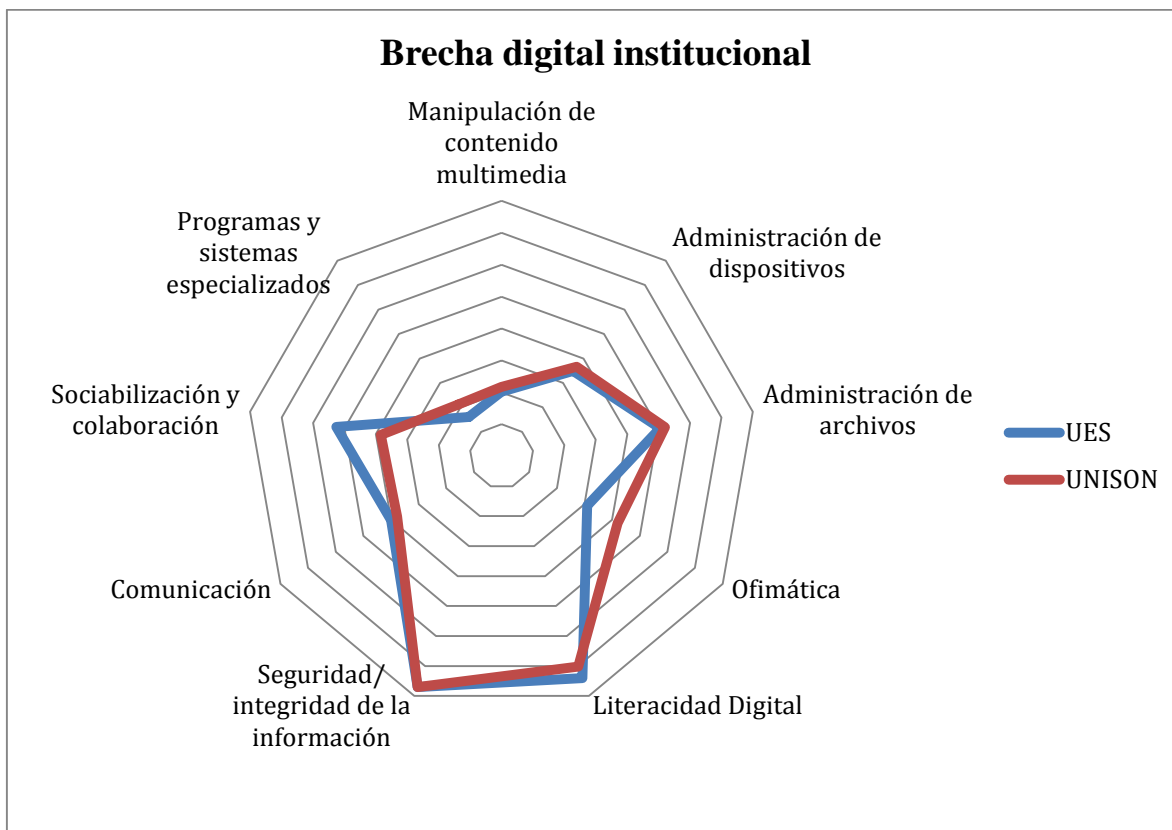 Brecha digital institucional
Manipulación de
contenido
multimedia
Administración de
dispositivos
Administración de
archivos
Ofimática
Literacidad Digital
Seguridad/
integridad de la
información
Comunicación
Sociabilización y
colaboración
Programas y
sistemas
especializados
UES
UNISON